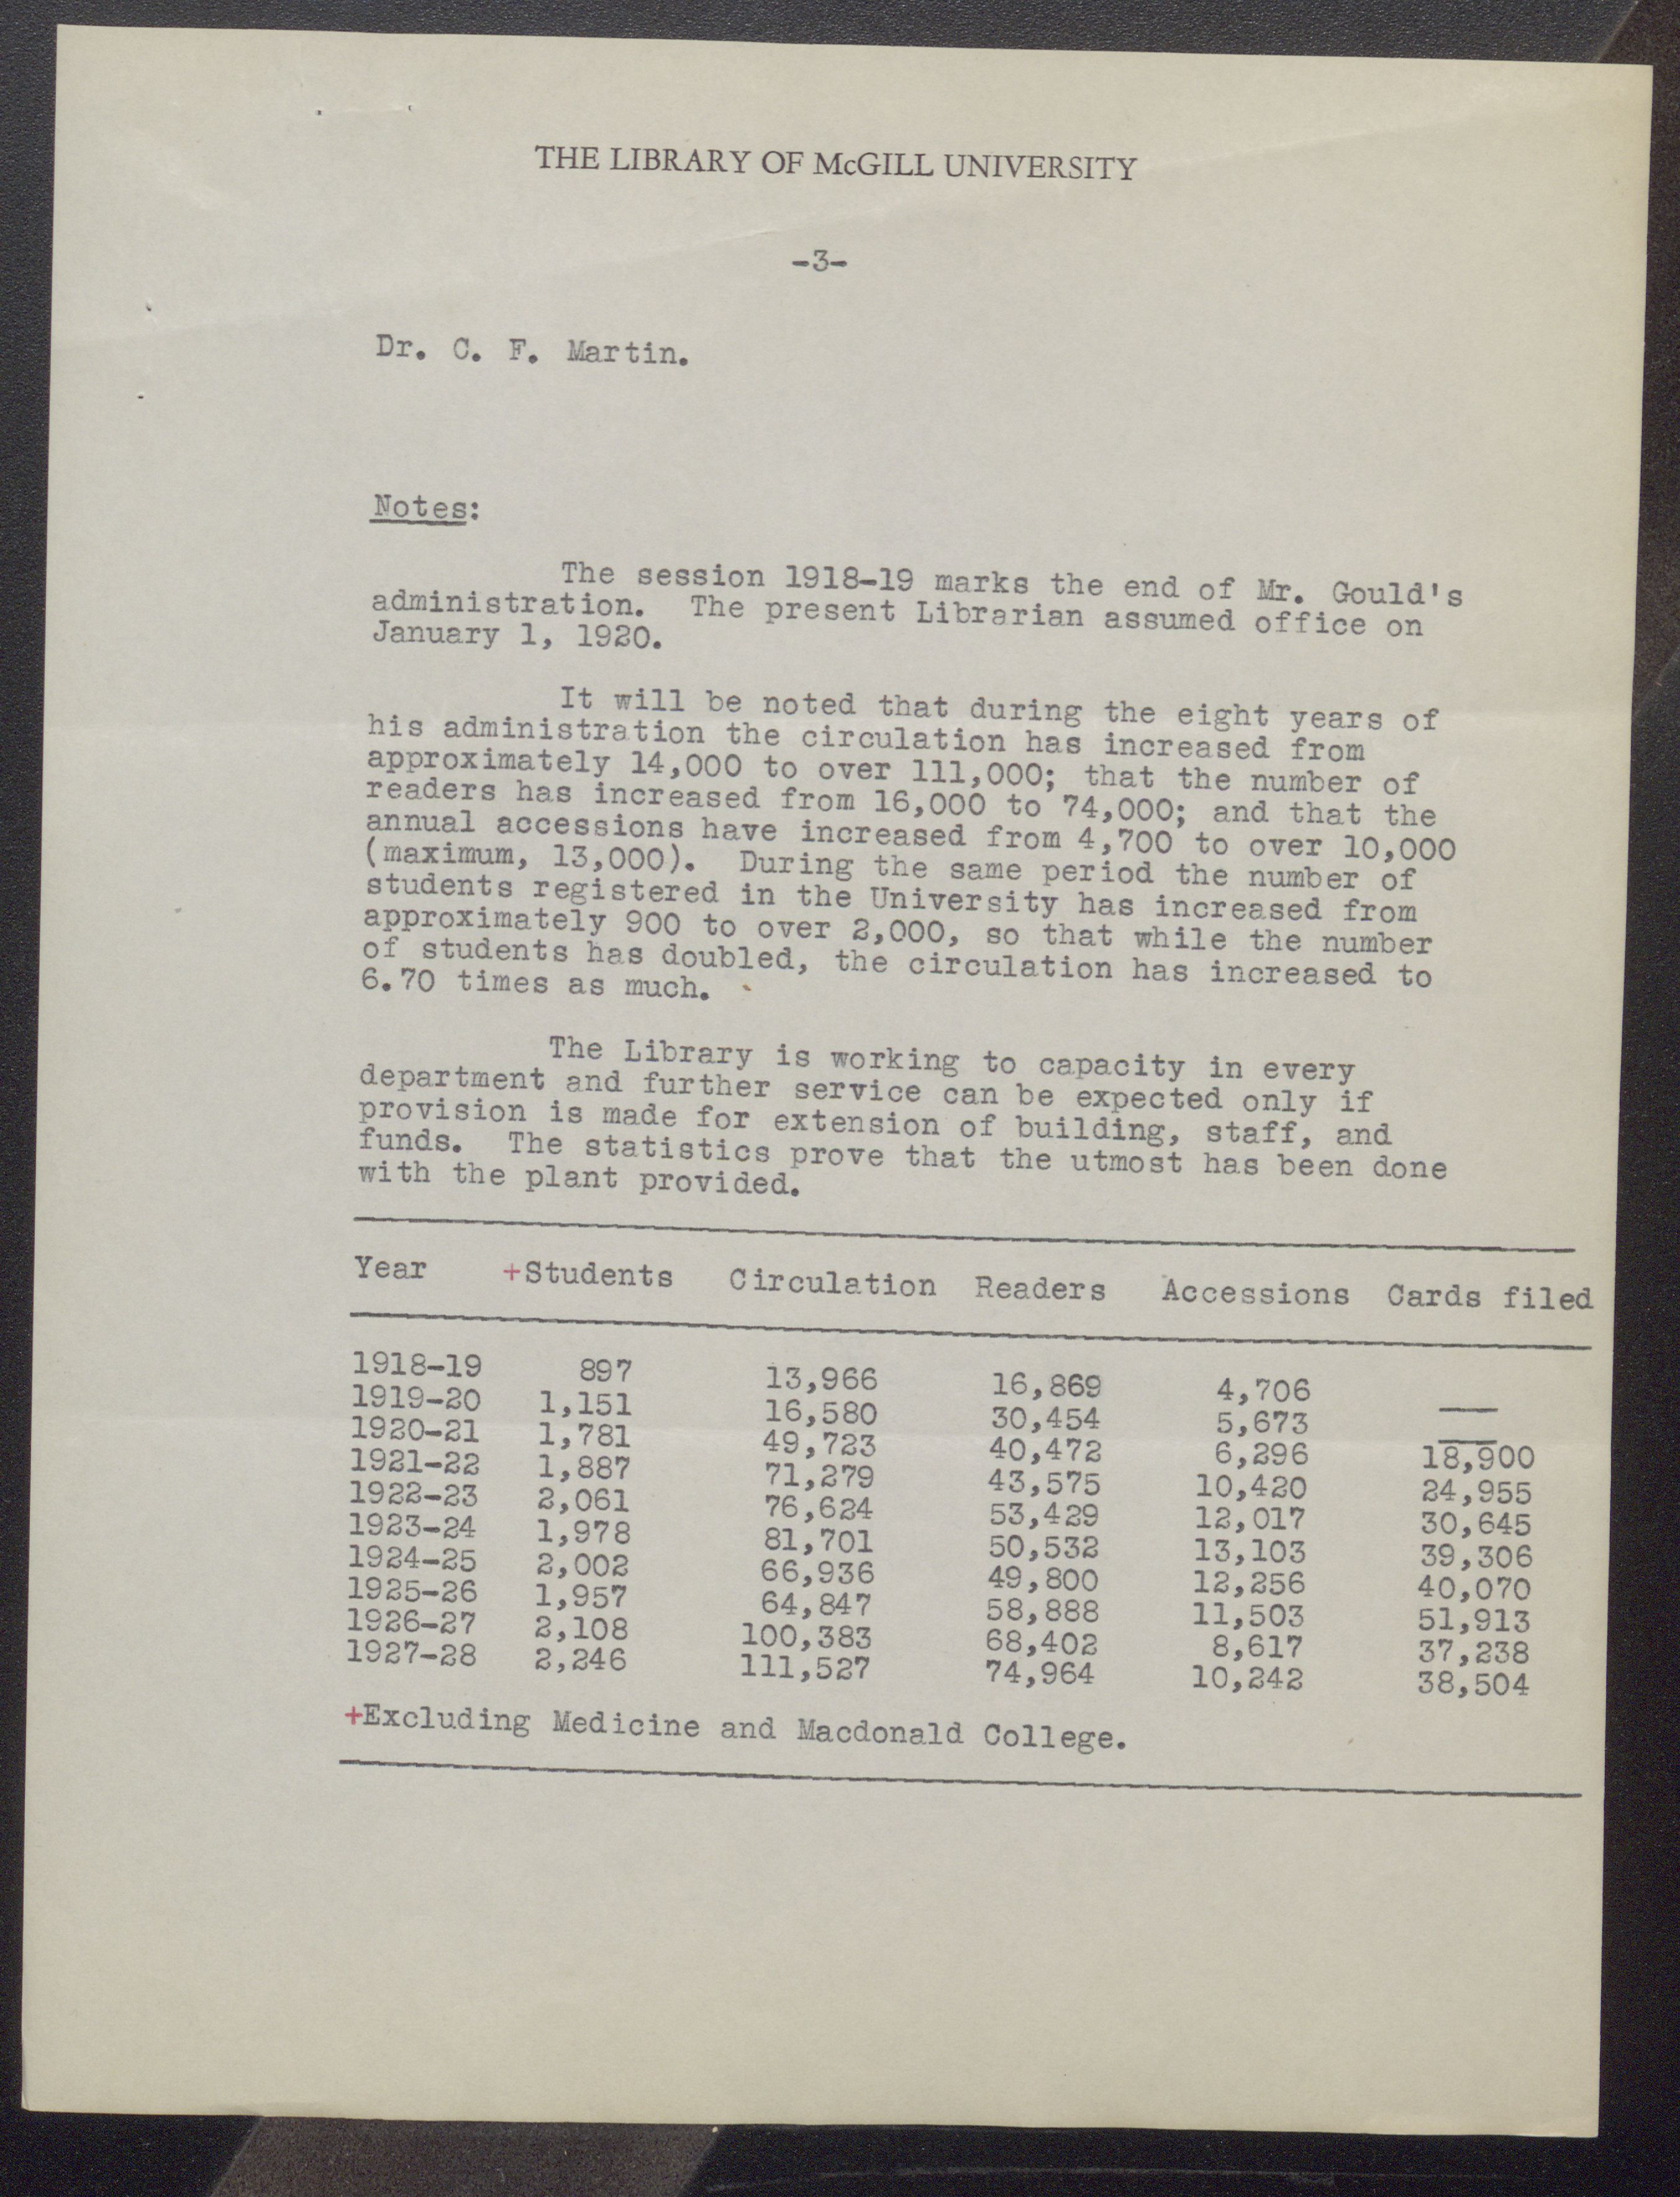 THE LIBRARY OF McGILL UNIVERSITY
-3-
Dr. C. F. Martin.
Notes:
The session 1918-19 marks the end of Mr. Gould's
administration. The present Librarian assumed office on
January 1, 1920.
It will be noted that during the eight years of
his administration the circulation has increased from
approximately 14,000 to over 111,000; that the number of
readers has increased from 16,000 to 74,000; and that the
annual accessions have increased from 4,700 to over 10,000
(maximum, 13,000). During the same period the number of
students registered in the University has increased from
approximately 900 to over 2,000, so that while the number
of students has doubled, the circulation has increased to
6.70 times as much.
The Library is working to capacity in every
department and further service can be expected only if
provision is made for extension of building, staff, and
funds. The statistics prove that the utmost has been done
with the plant provided.
Year +Students Circulation Readers Accessions Cards filed
1918-19 897 13,966 16,869 4,706 —
1919-20 1,151 16,580 30,454 5,673 —
1920-21 1,781 49,723 40,472 6,296 18,900
1921-22 1,887 71,279 43,575 10,420 24,955
1922-23 2,061 76,624 53,429 12,017 30,645
1923-24 1,978 81,701 50,532 13,103 39,306
1924-25 2,002 66,936 49,800 12,256 40,070
1925-26 1,957 64,847 58,888 11,503 51,913
1926-27 2,108 100,383 68,402 8,617 37,238
1927-28 2,246 111,527 74,964 10,242 38,504
+Excluding Medicine and Macdonald College.